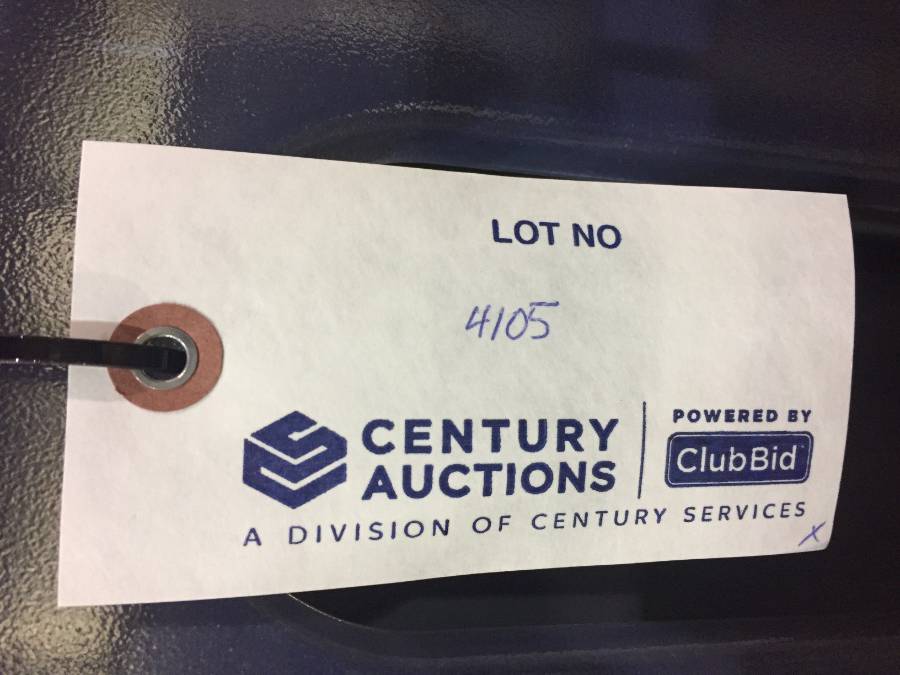 LOT NO
4105
CENTURY
AUCTIONS
POWERED BY
ClubBid
A DIVISION OF CENTURY SERVICES
X